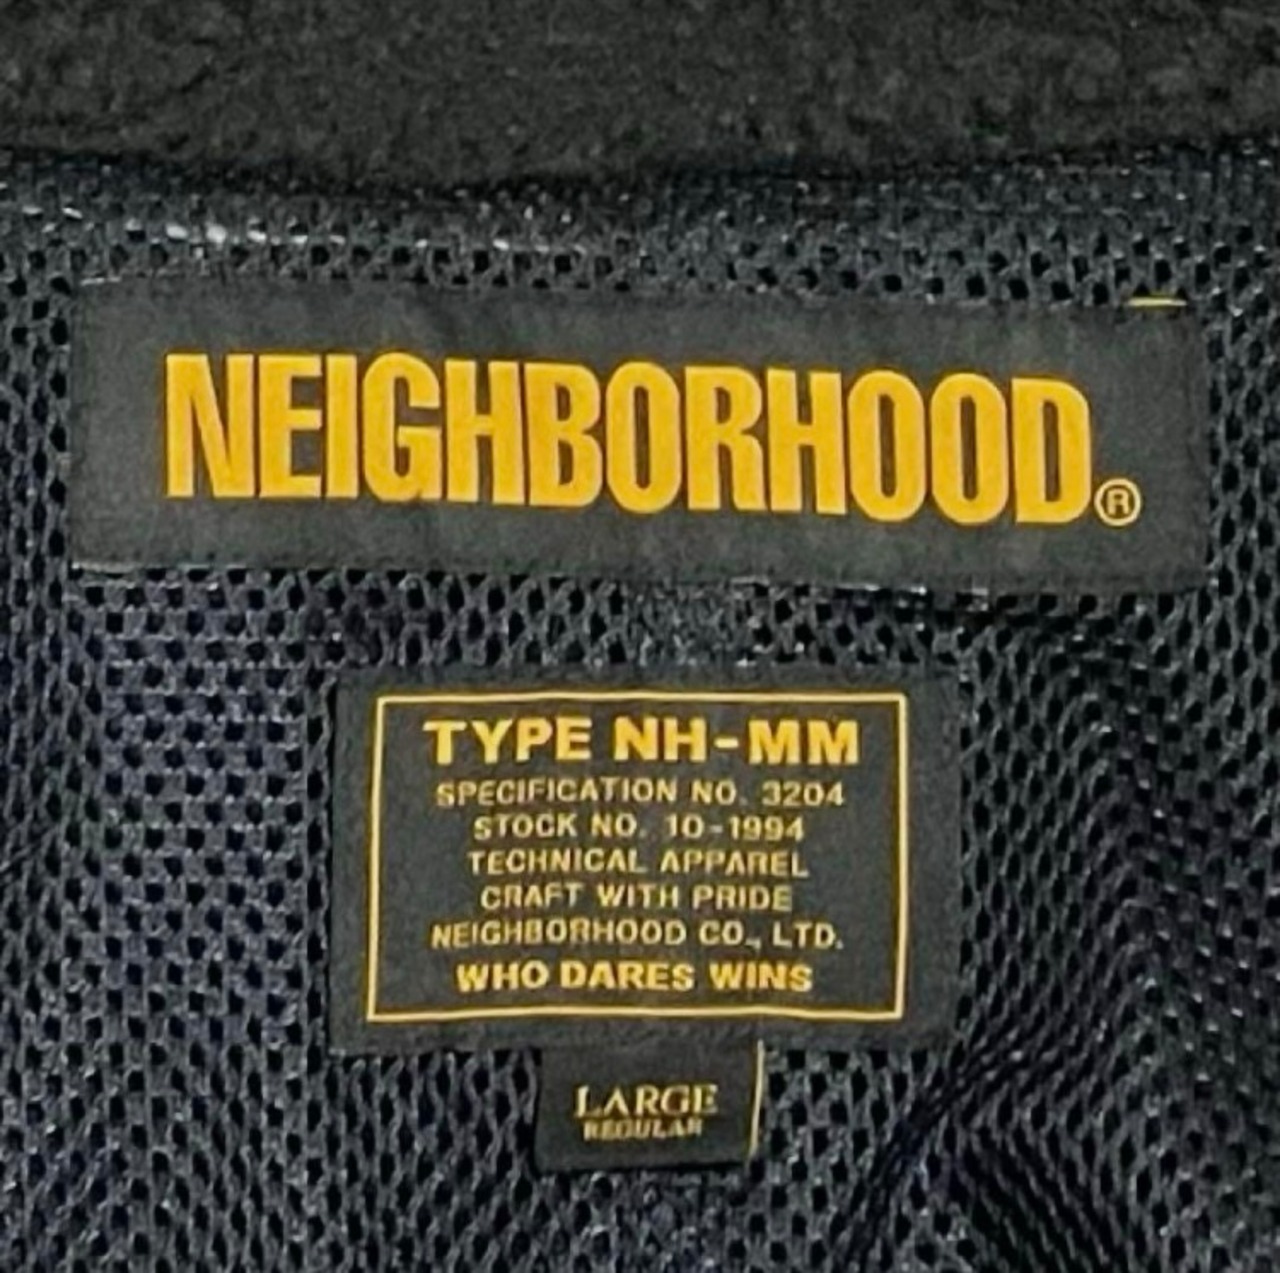 NEIGHBORHOOD®
TYPE NH-MM
SPECIFICATION NO. 3204
STOCK NO. 10-1994
TECHNICAL APPAREL
CRAFT WITH PRIDE
NEIGHBORHOOD CO., LTD.
WHO DARES WINS
LARGE
REGULAR